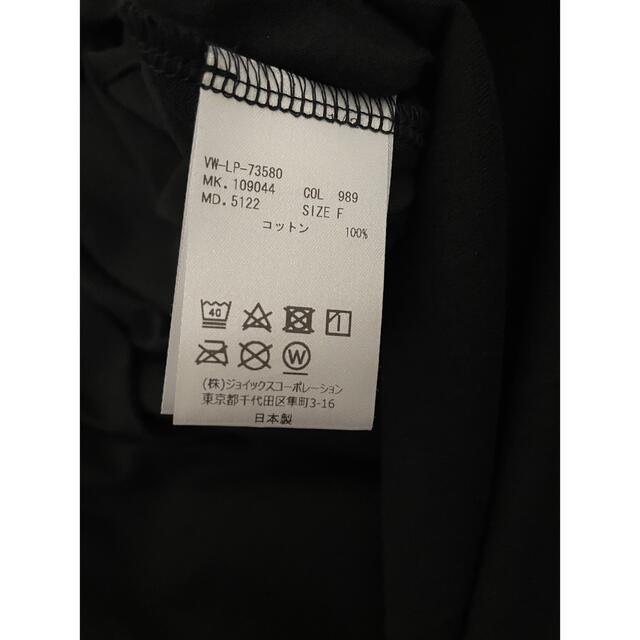 VW-LP-73580
MK. 109044 COL 989
MD. 5122 SIZE F
コットン 100%
40
W
(株)ジョイックスコーポレーション
東京都千代田区隼町3-16
日本製